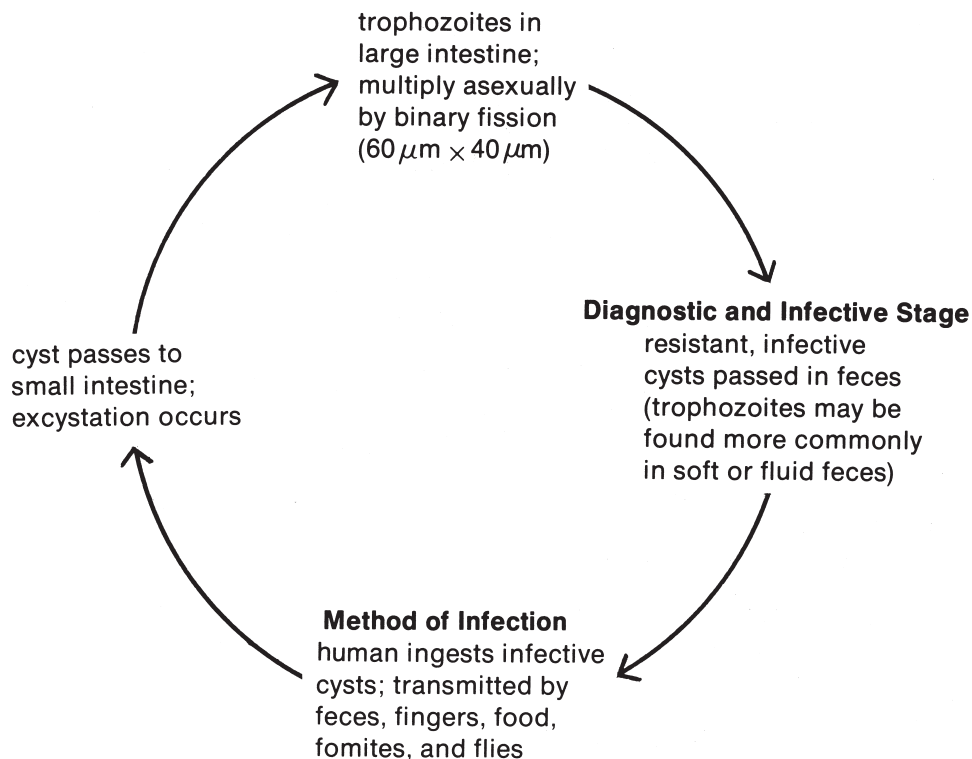 trophozoites in
large intestine;
multiply asexually
by binary fission
(60 μm × 40 μm)
Diagnostic and Infective Stage
resistant, infective
cysts passed in feces
(trophozoites may be
found more commonly
in soft or fluid feces)
Method of Infection
human ingests infective
cysts; transmitted by
feces, fingers, food,
fomites, and flies
cyst passes to
small intestine;
excystation occurs